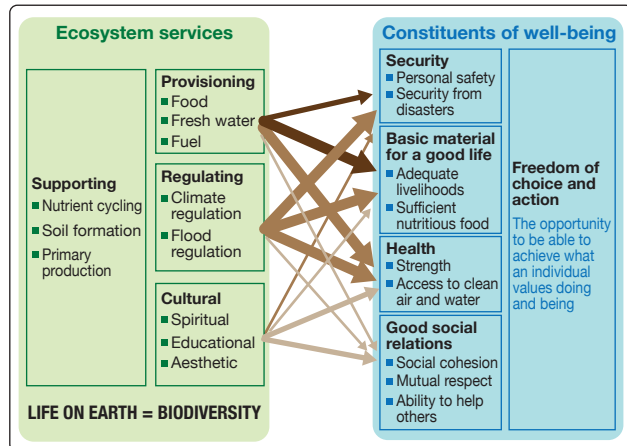 Ecosystem services
Supporting
Nutrient cycling
Soil formation
Primary
production
Provisioning
Food
Fresh water
Fuel
Regulating
Climate
regulation
Flood
regulation
Cultural
Spiritual
Educational
Aesthetic
LIFE ON EARTH = BIODIVERSITY
Constituents of well-being
Security
Personal safety
Security from
disasters
Basic material
for a good life
Adequate
livelihoods
Sufficient
nutritious food
Health
Strength
Access to clean
air and water
Good social
relations
Social cohesion
Mutual respect
Ability to help
others
Freedom of
choice and
action
The opportunity
to be able to
achieve what
an individual
values doing
and being